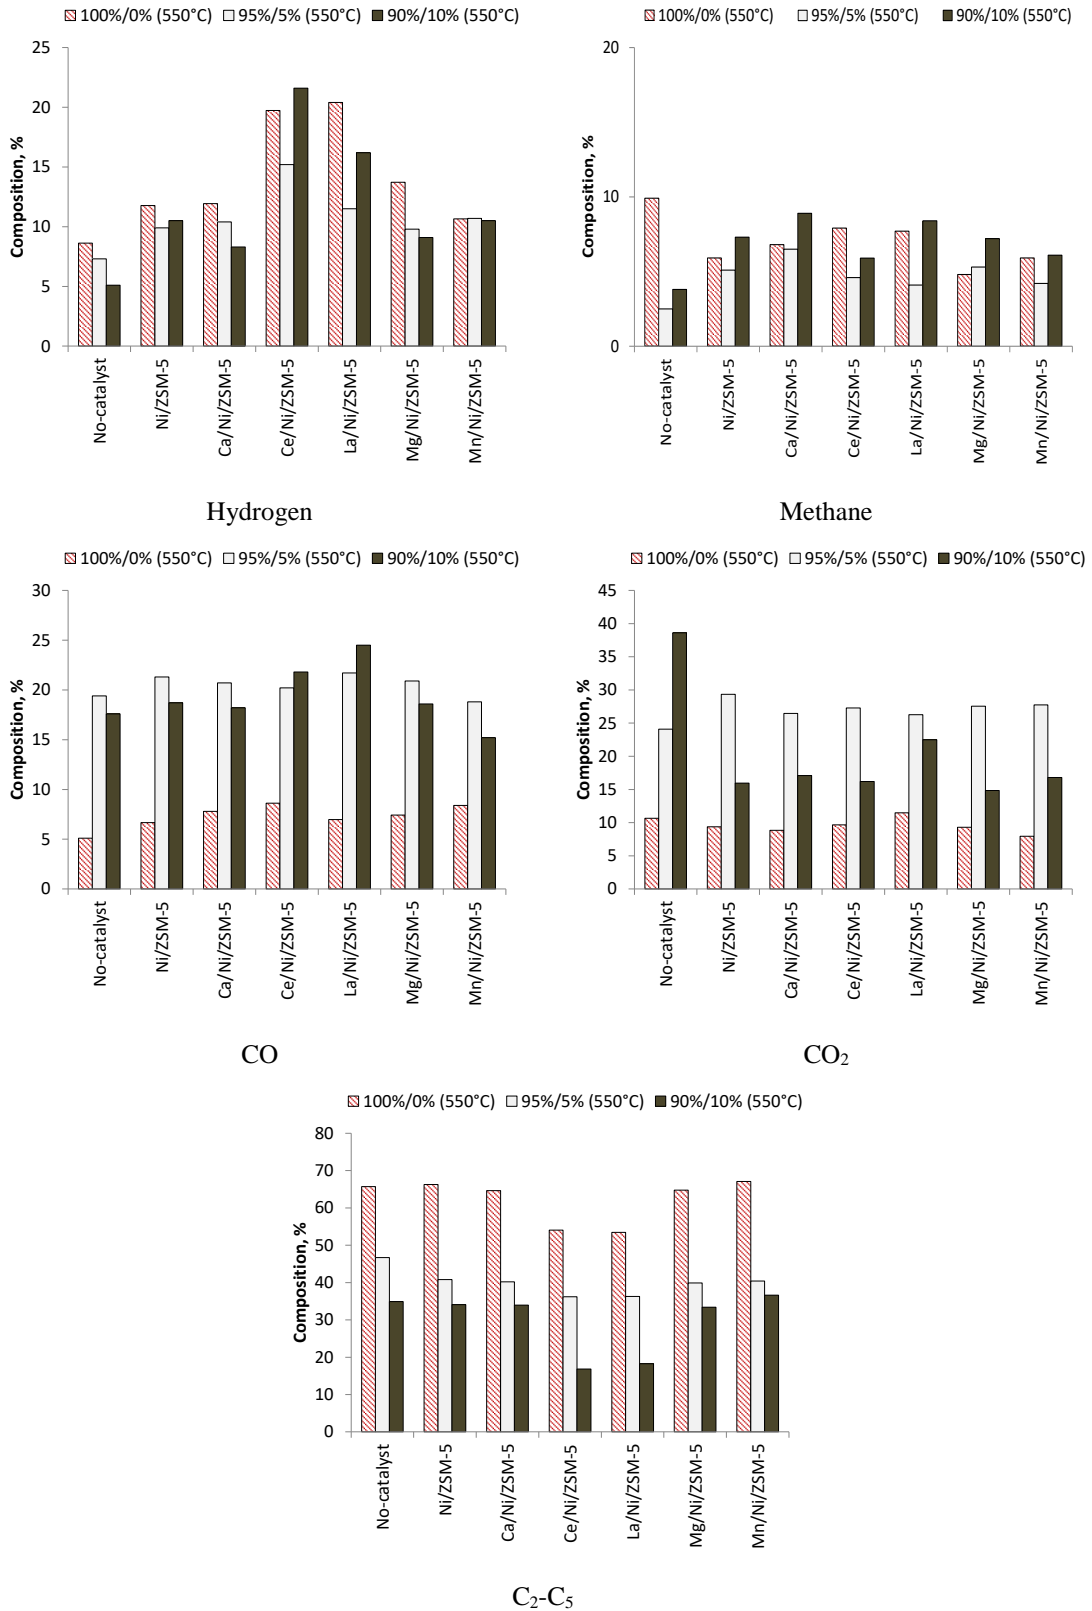 100%/0% (550°C) 95%/5% (550°C) 90%/10% (550°C)
25
20
15
10
5
0
Composition, %
No-catalyst
Ni/ZSM-5
Ca/Ni/ZSM-5
Ce/Ni/ZSM-5
La/Ni/ZSM-5
Mg/Ni/ZSM-5
Mn/Ni/ZSM-5
Hydrogen
100%/0% (550°C) 95%/5% (550°C) 90%/10% (550°C)
20
10
0
Composition, %
No-catalyst
Ni/ZSM-5
Ca/Ni/ZSM-5
Ce/Ni/ZSM-5
La/Ni/ZSM-5
Mg/Ni/ZSM-5
Mn/Ni/ZSM-5
Methane
100%/0% (550°C) 95%/5% (550°C) 90%/10% (550°C)
30
25
20
15
10
5
0
Composition, %
No-catalyst
Ni/ZSM-5
Ca/Ni/ZSM-5
Ce/Ni/ZSM-5
La/Ni/ZSM-5
Mg/Ni/ZSM-5
Mn/Ni/ZSM-5
CO
100%/0% (550°C) 95%/5% (550°C) 90%/10% (550°C)
45
40
35
30
25
20
15
10
5
0
Composition, %
No-catalyst
Ni/ZSM-5
Ca/Ni/ZSM-5
Ce/Ni/ZSM-5
La/Ni/ZSM-5
Mg/Ni/ZSM-5
Mn/Ni/ZSM-5
CO₂
100%/0% (550°C) 95%/5% (550°C) 90%/10% (550°C)
80
70
60
50
40
30
20
10
0
Composition, %
No-catalyst
Ni/ZSM-5
Ca/Ni/ZSM-5
Ce/Ni/ZSM-5
La/Ni/ZSM-5
Mg/Ni/ZSM-5
Mn/Ni/ZSM-5
C₂-C₅